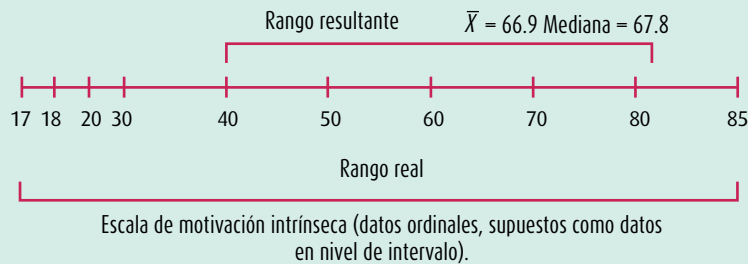 Rango resultante X̄ = 66.9 Mediana = 67.8
17 18 20 30 40 50 60 70 80 85
Rango real
Escala de motivación intrínseca (datos ordinales, supuestos como datos
en nivel de intervalo).